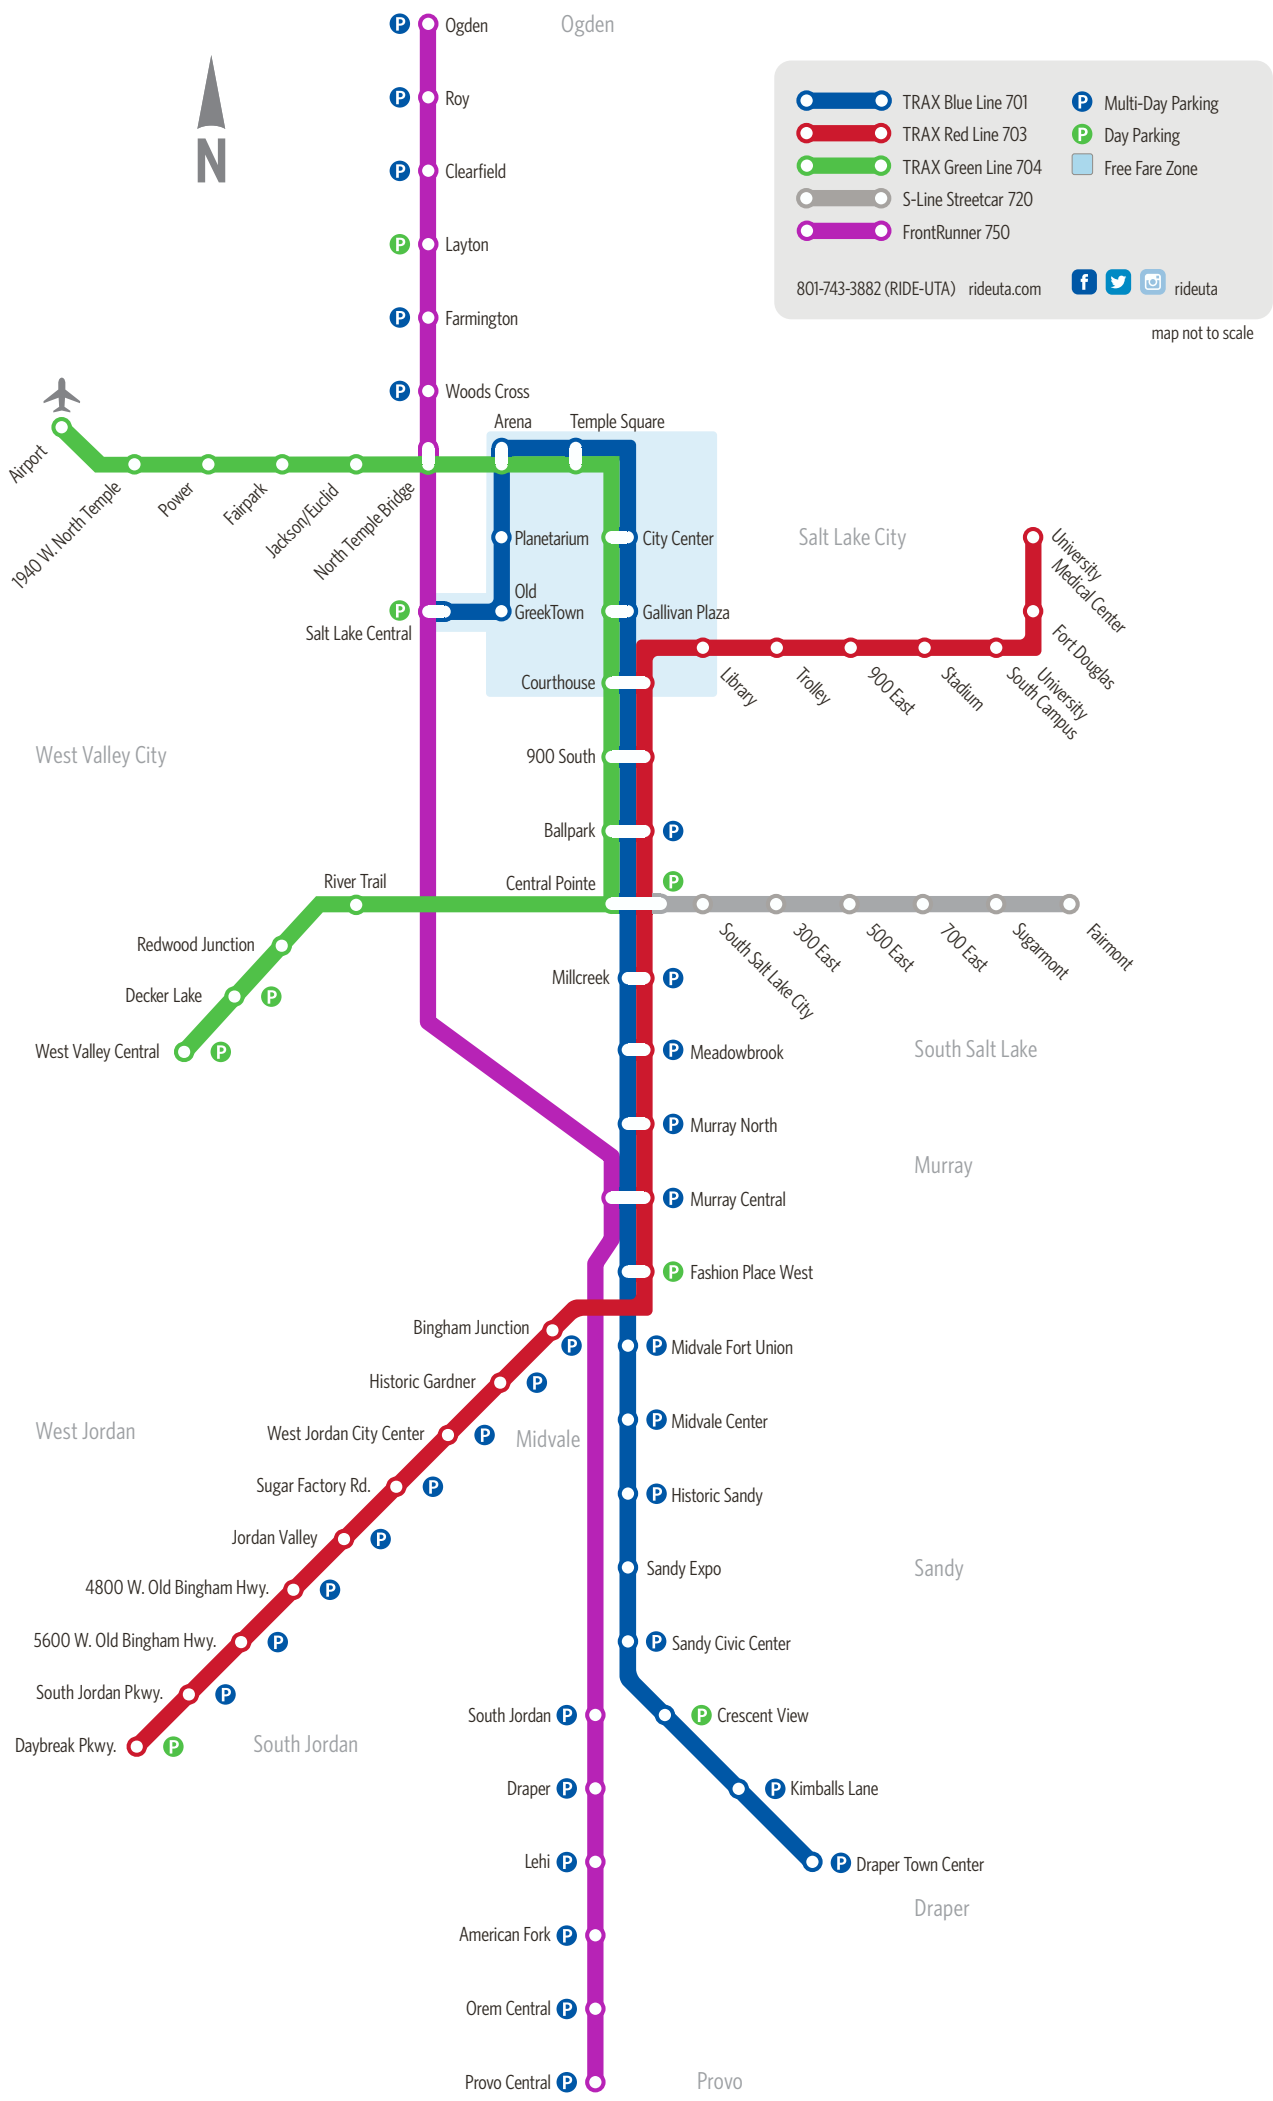 P Ogden
Ogden
P Roy
P Clearfield
P Layton
P Farmington
P Woods Cross
N
TRAX Blue Line 701
TRAX Red Line 703
TRAX Green Line 704
S-Line Streetcar 720
FrontRunner 750
P Multi-Day Parking
P Day Parking
Free Fare Zone
801-743-3882 (RIDE-UTA) rideuta.com
f rideuta
map not to scale
Arena
Temple Square
Airport
1940 W. North Temple
Power
Fairpark
Jackson/Euclid
North Temple Bridge
Planetarium
City Center
Salt Lake City
Old
GreekTown
Gallivan Plaza
P
Salt Lake Central
University
Medical Center
Fort Douglas
Library
Trolley
900 East
Stadium
University
South Campus
Courthouse
West Valley City
900 South
Ballpark P
River Trail
Central Pointe P
South Salt Lake City
300 East
500 East
700 East
Sugarmont
Fairmont
Redwood Junction
Decker Lake P
West Valley Central P
Millcreek P
P Meadowbrook
South Salt Lake
P Murray North
Murray
P Murray Central
P Fashion Place West
Bingham Junction
P
P Midvale Fort Union
Historic Gardner P
P Midvale Center
West Jordan
West Jordan City Center P
Midvale
Sugar Factory Rd. P
P Historic Sandy
Jordan Valley P
Sandy Expo
Sandy
4800 W. Old Bingham Hwy. P
5600 W. Old Bingham Hwy. P
P Sandy Civic Center
South Jordan Pkwy. P
South Jordan P
P Crescent View
Daybreak Pkwy. P
South Jordan
Draper P
P Kimballs Lane
Lehi P
P Draper Town Center
Draper
American Fork P
Orem Central P
Provo Central P
Provo